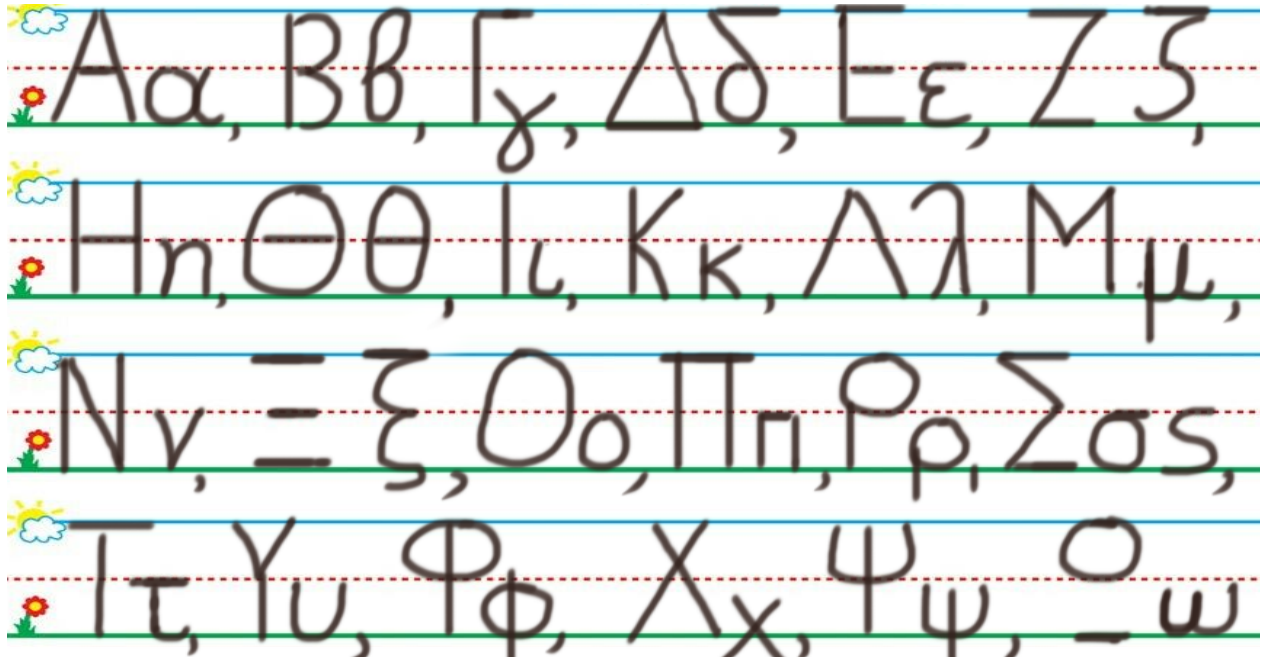 Αα, Ββ, Γγ, Δδ, Εε, Ζζ,
Ηη, Θθ, Ιι, Κκ, Λλ, Μμ,
Νν, Ξξ, Οο, Ππ, Ρρ, Σσς,
Ττ, Υυ, Φφ, Χχ, Ψψ, Ωω